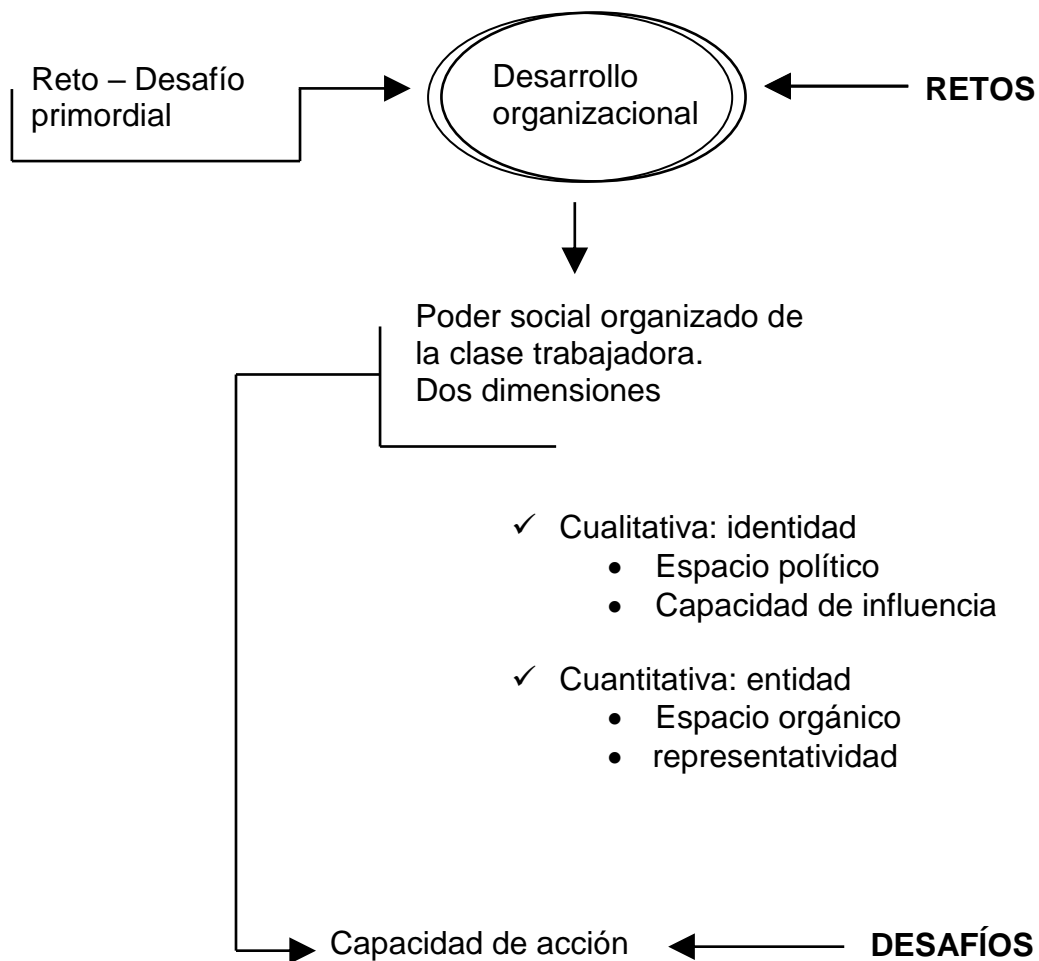 Reto – Desafío
primordial
Desarrollo
organizacional
RETOS
Poder social organizado de
la clase trabajadora.
Dos dimensiones
✓ Cualitativa: identidad
• Espacio político
• Capacidad de influencia
✓ Cuantitativa: entidad
• Espacio orgánico
• representatividad
Capacidad de acción
DESAFÍOS